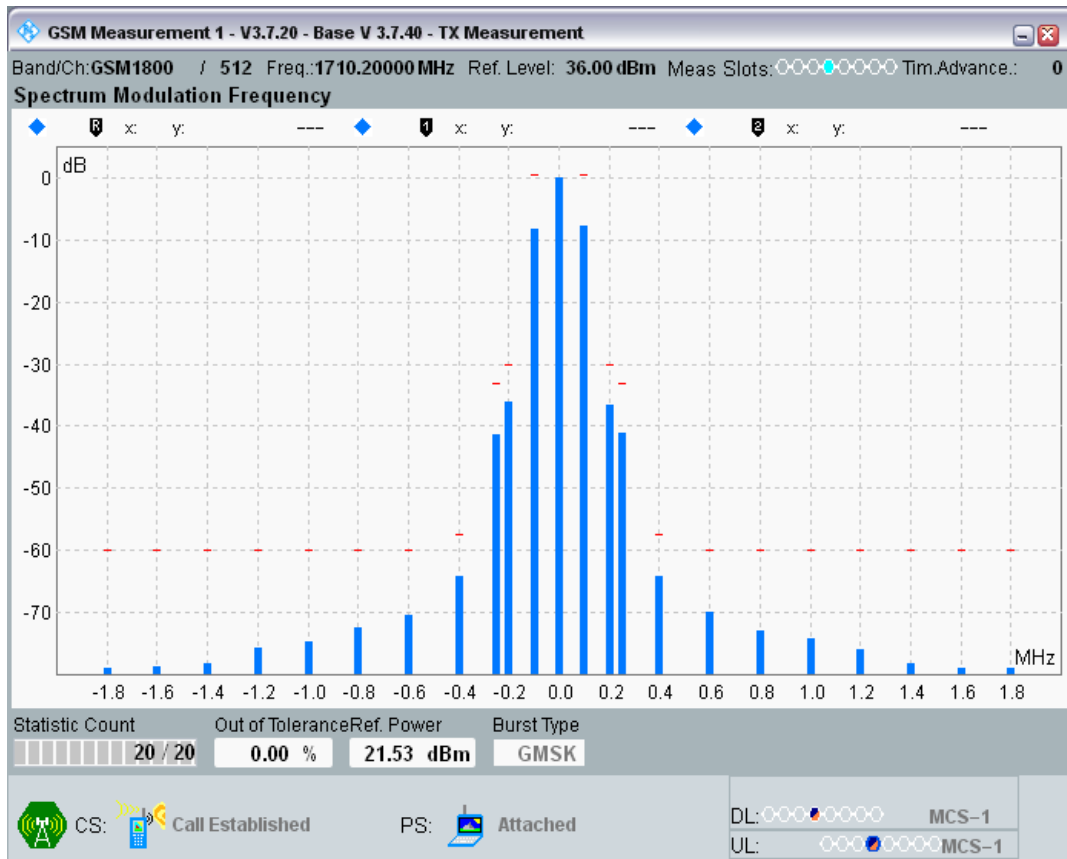 GSM Measurement 1 - V3.7.20 - Base V 3.7.40 - TX Measurement
Band/Ch:GSM1800 / 512 Freq.:1710.20000 MHz Ref. Level: 36.00 dBm Meas Slots: Tim.Advance.: 0
Spectrum Modulation Frequency
R x: y: --- 1 x: y: --- 2 x: y: ---
dB
0
-10
-20
-30
-40
-50
-60
-70
MHz
-1.8 -1.6 -1.4 -1.2 -1.0 -0.8 -0.6 -0.4 -0.2 0.0 0.2 0.4 0.6 0.8 1.0 1.2 1.4 1.6 1.8
Statistic Count Out of Tolerance Ref. Power Burst Type
20 / 20 0.00 % 21.53 dBm GMSK
CS: Call Established PS: Attached
DL: MCS-1
UL: MCS-1